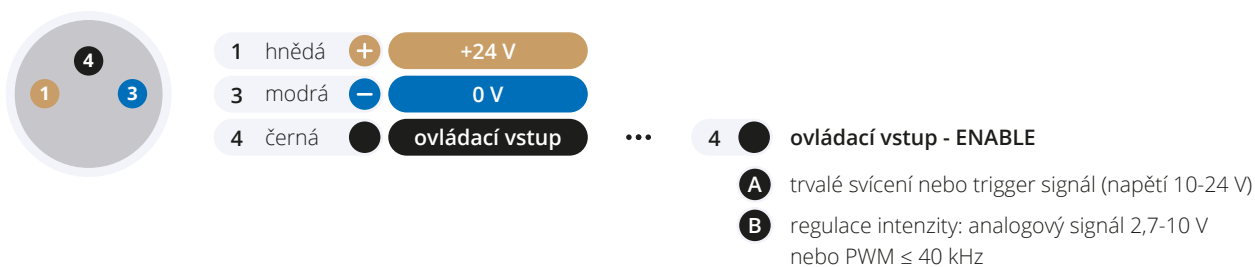 4
1
3
1 hnědá + +24 V
3 modrá − 0 V
4 černá ovládací vstup ••• 4 ovládací vstup - ENABLE
A trvalé svícení nebo trigger signál (napětí 10-24 V)
B regulace intenzity: analogový signál 2,7-10 V
nebo PWM ≤ 40 kHz